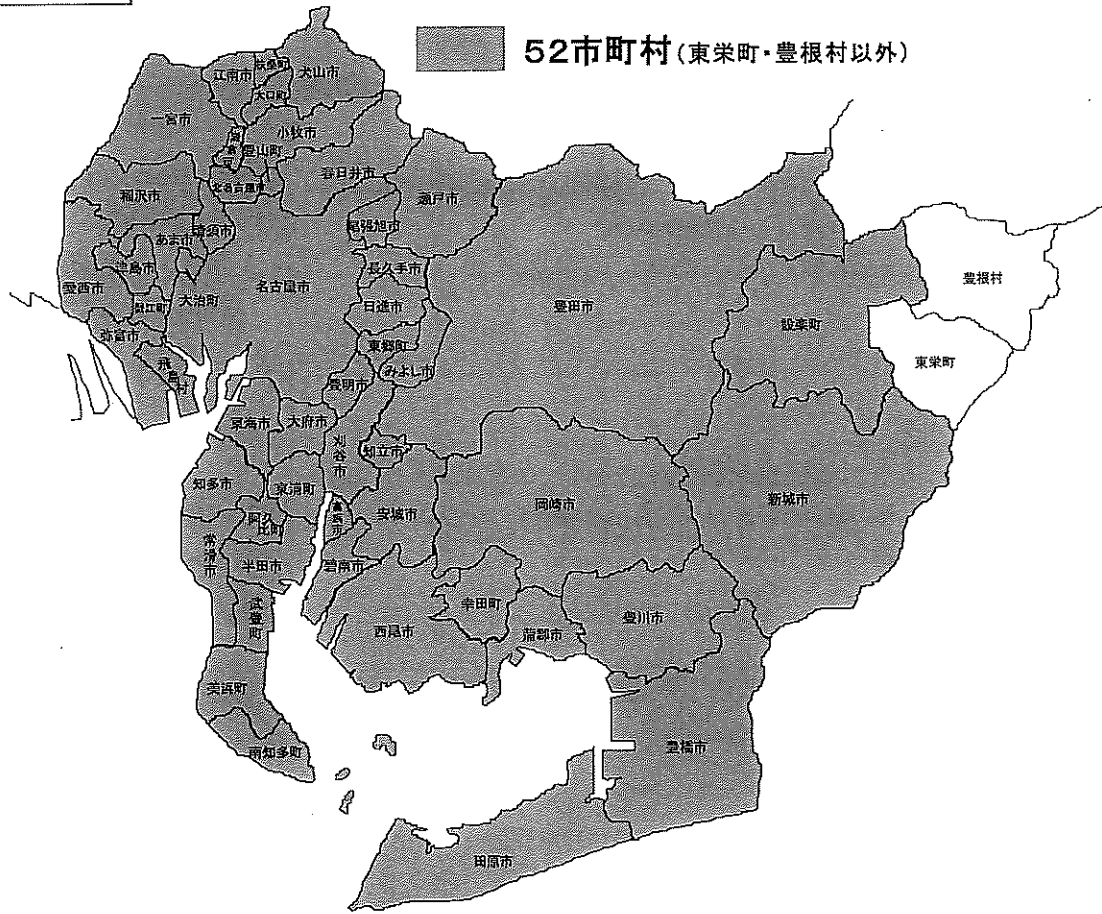 52市町村(東栄町・豊根村以外)
扶桑町
江南市
犬山市
大口町
一宮市
小牧市
岩倉市
豊山町
春日井市
北名古屋市
稲沢市
瀬戸市
尾張旭市
清須市
あま市
津島市
長久手市
愛西市
大治町
名古屋市
豊田市
豊根村
蟹江町
日進市
設楽町
弥富市
東郷町
東栄町
飛島村
みよし市
豊明市
東海市
大府市
刈谷市
知立市
知多市
東浦町
新城市
岡崎市
高浜市
安城市
阿久比町
常滑市
半田市
碧南市
幸田町
武豊町
豊川市
西尾市
蒲郡市
美浜町
南知多町
豊橋市
田原市